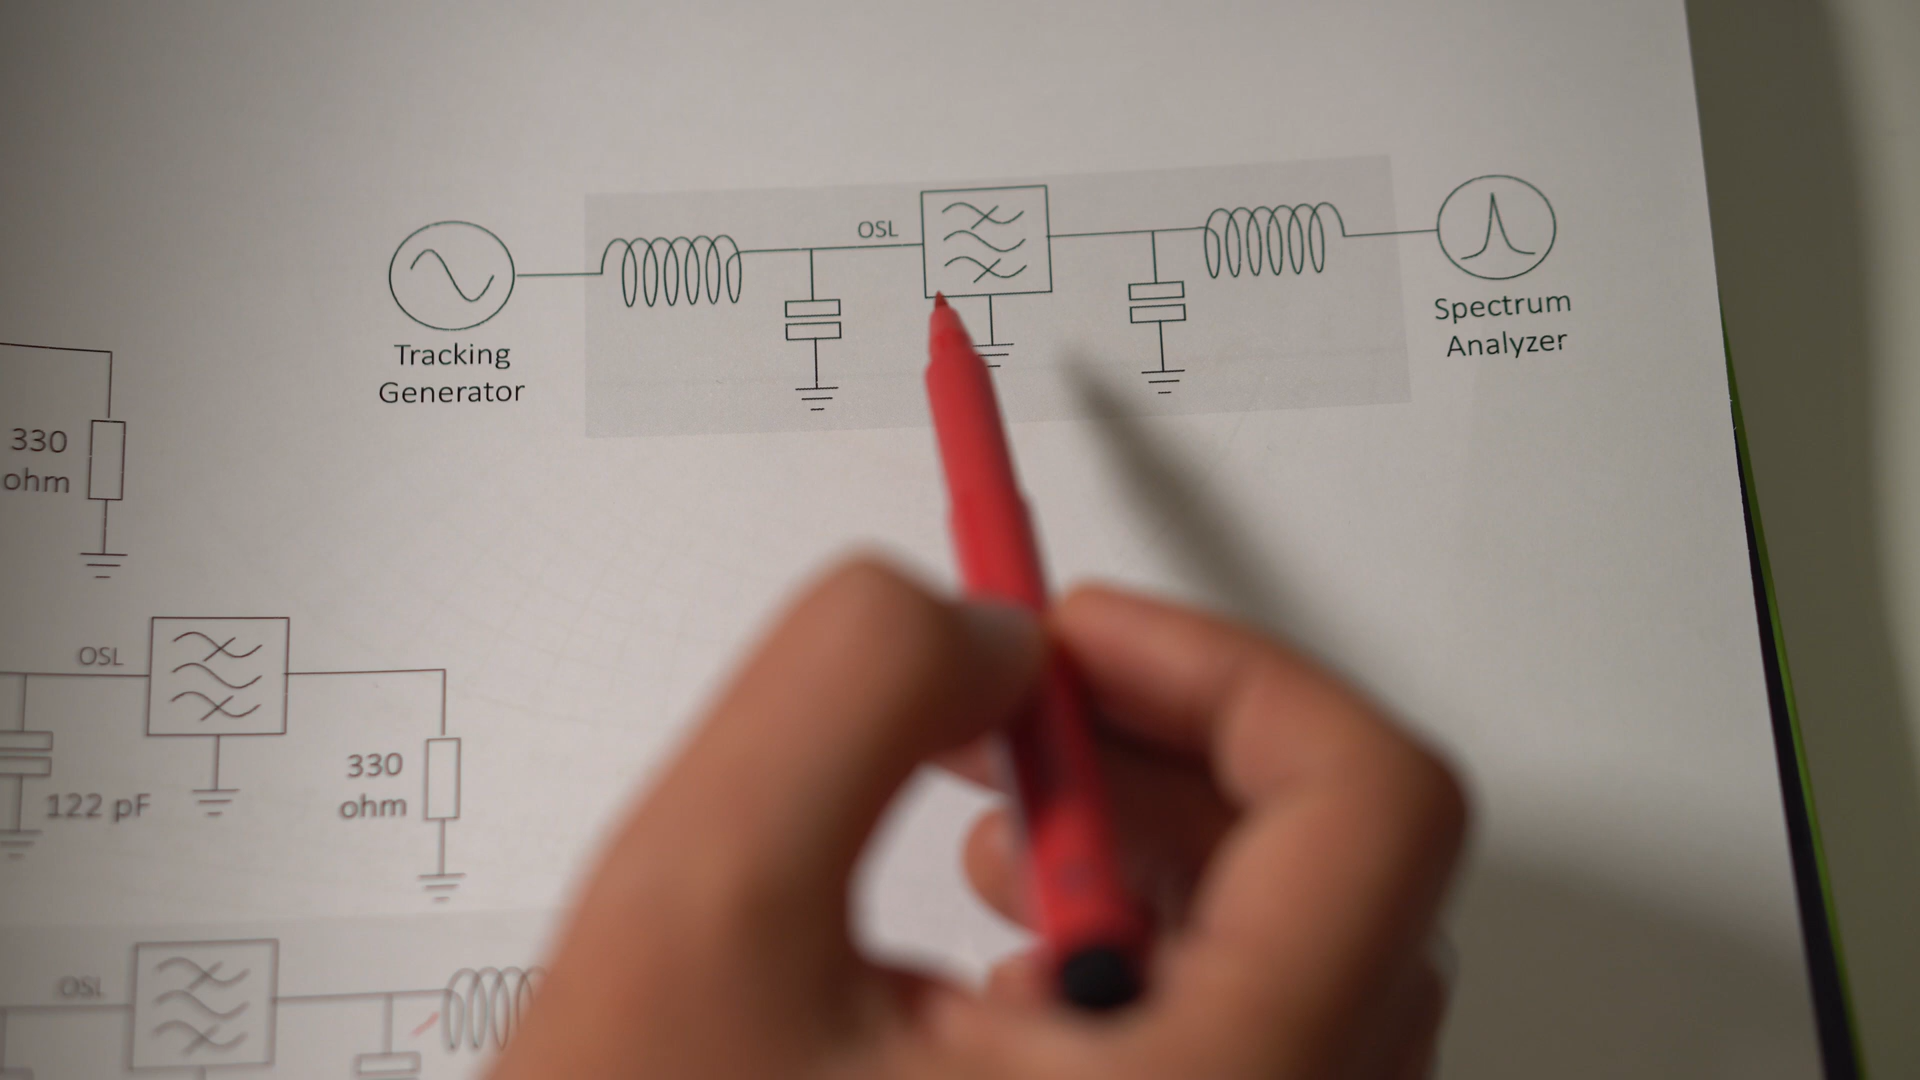 OSL
Tracking
Generator
Spectrum
Analyzer
330
ohm
OSL
122 pF
330
ohm
OSL